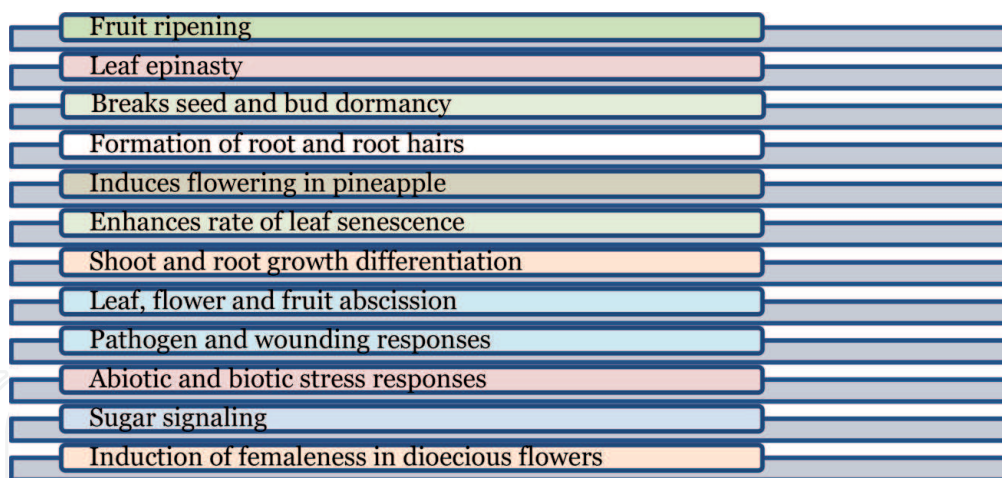 Fruit ripening
Leaf epinasty
Breaks seed and bud dormancy
Formation of root and root hairs
Induces flowering in pineapple
Enhances rate of leaf senescence
Shoot and root growth differentiation
Leaf, flower and fruit abscission
Pathogen and wounding responses
Abiotic and biotic stress responses
Sugar signaling
Induction of femaleness in dioecious flowers